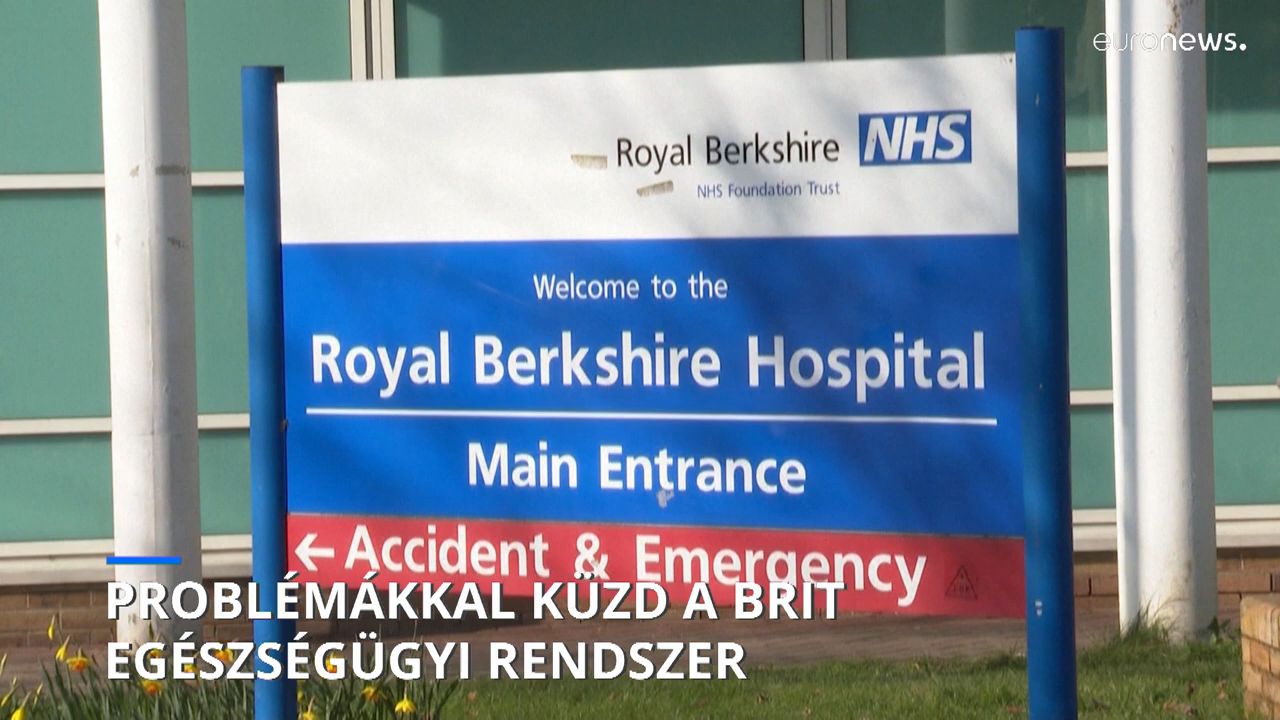 euronews.
Royal Berkshire NHS
NHS Foundation Trust
Welcome to the
Royal Berkshire Hospital
Main Entrance
← Accident & Emergency
PROBLÉMÁKKAL KÜZD A BRIT
EGÉSZSÉGÜGYI RENDSZER